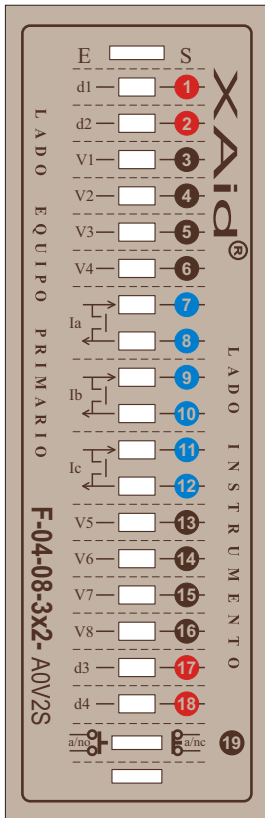 E S
d1 1
d2 2
V1 3
V2 4
V3 5
V4 6
Ia 7
8
Ib 9
10
Ic 11
12
V5 13
V6 14
V7 15
V8 16
d3 17
d4 18
a/no a/nc 19
LADO EQUIPO PRIMARIO
F-04-08-3x2- A0V2S
XAid®
LADO INSTRUMENTO